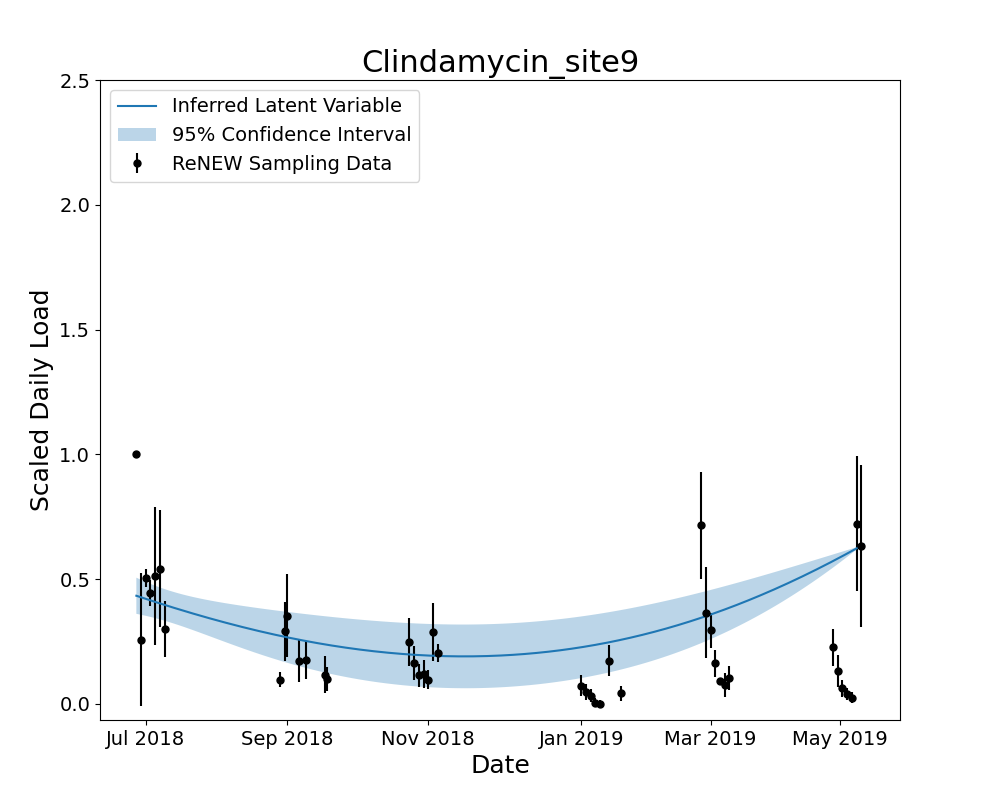 Clindamycin_site9
Inferred Latent Variable
95% Confidence Interval
ReNEW Sampling Data
Scaled Daily Load
2.5
2.0
1.5
1.0
0.5
0.0
Jul 2018 Sep 2018 Nov 2018 Jan 2019 Mar 2019 May 2019
Date